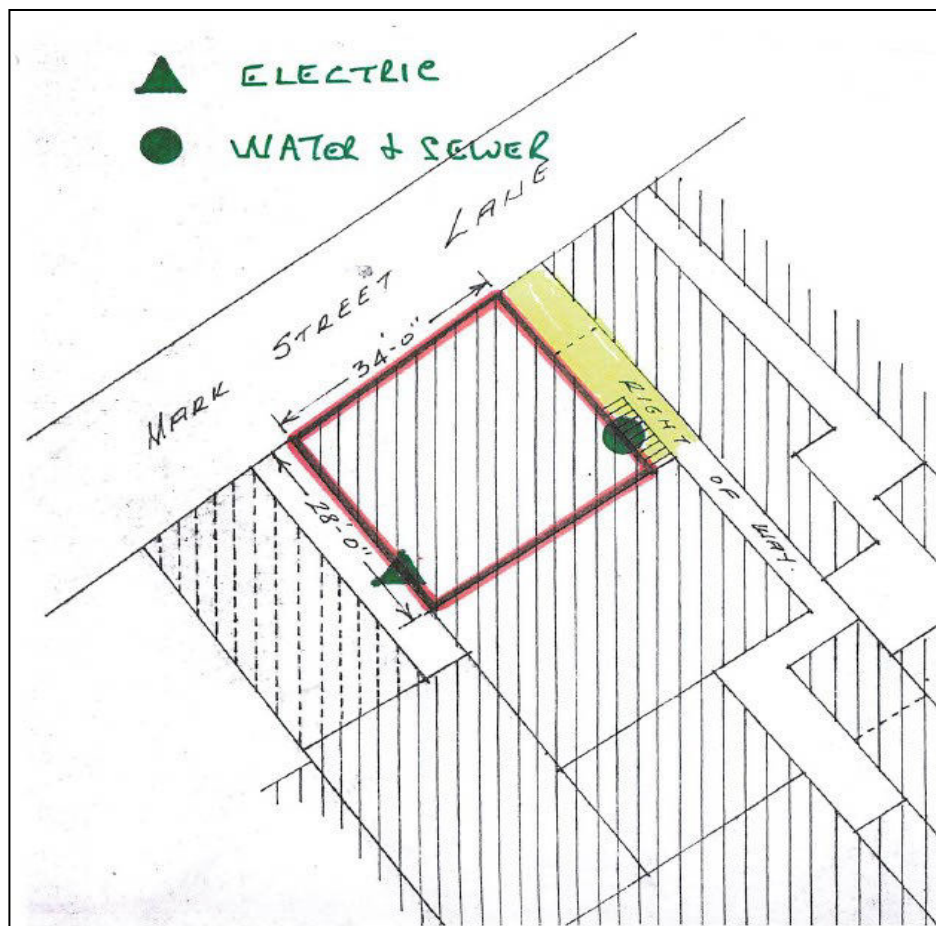 ELECTRIC
WATER & SEWER
MARK STREET LANE
34'-0"
28'-0"
RIGHT OF WAY.